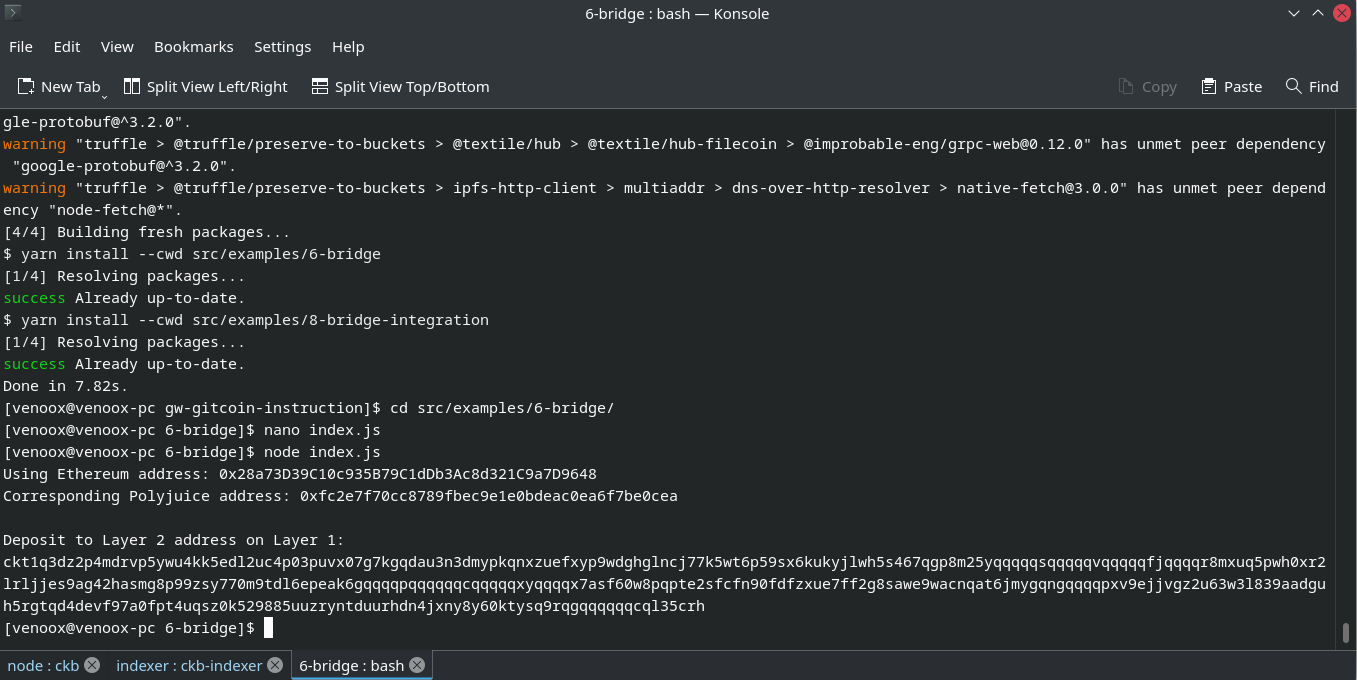 6-bridge : bash — Konsole
File Edit View Bookmarks Settings Help
New Tab Split View Left/Right Split View Top/Bottom Copy Paste Find
gle-protobuf@^3.2.0".
warning "truffle > @truffle/preserve-to-buckets > @textile/hub > @textile/hub-filecoin > @improbable-eng/grpc-web@0.12.0" has unmet peer dependency
"google-protobuf@^3.2.0".
warning "truffle > @truffle/preserve-to-buckets > ipfs-http-client > multiaddr > dns-over-http-resolver > native-fetch@3.0.0" has unmet peer depend
ency "node-fetch@*".
[4/4] Building fresh packages...
$ yarn install --cwd src/examples/6-bridge
[1/4] Resolving packages...
success Already up-to-date.
$ yarn install --cwd src/examples/8-bridge-integration
[1/4] Resolving packages...
success Already up-to-date.
Done in 7.82s.
[venoox@venoox-pc gw-gitcoin-instruction]$ cd src/examples/6-bridge/
[venoox@venoox-pc 6-bridge]$ nano index.js
[venoox@venoox-pc 6-bridge]$ node index.js
Using Ethereum address: 0x28a73D39C10c935B79C1dDb3Ac8d321C9a7D9648
Corresponding Polyjuice address: 0xfc2e7f70cc8789fbec9e1e0bdeac0ea6f7be0cea
Deposit to Layer 2 address on Layer 1:
ckt1q3dz2p4mdrvp5ywu4kk5edl2uc4p03puvx07g7kgqdau3n3dmypkqnxzuefxyp9wdghglncj77k5wt6p59sx6kukyjlwh5s467qgp8m25yqqqqqsqqqqqvqqqqqfjqqqqr8mxuq5pwh0xr2
lrljjes9ag42hasmg8p99zsy770m9tdl6epeak6gqqqqpqqqqqqcqqqqqxyqqqqx7asf60w8pqpte2sfcfn90fdfzxue7ff2g8sawe9wacnqat6jmygqngqqqqpxv9ejjvgz2u63w3l839aadgu
h5rgtqd4devf97a0fpt4uqsz0k529885uuzryntduurhdn4jxny8y60ktysq9rqgqqqqqqcql35crh
[venoox@venoox-pc 6-bridge]$
node : ckb indexer : ckb-indexer 6-bridge : bash